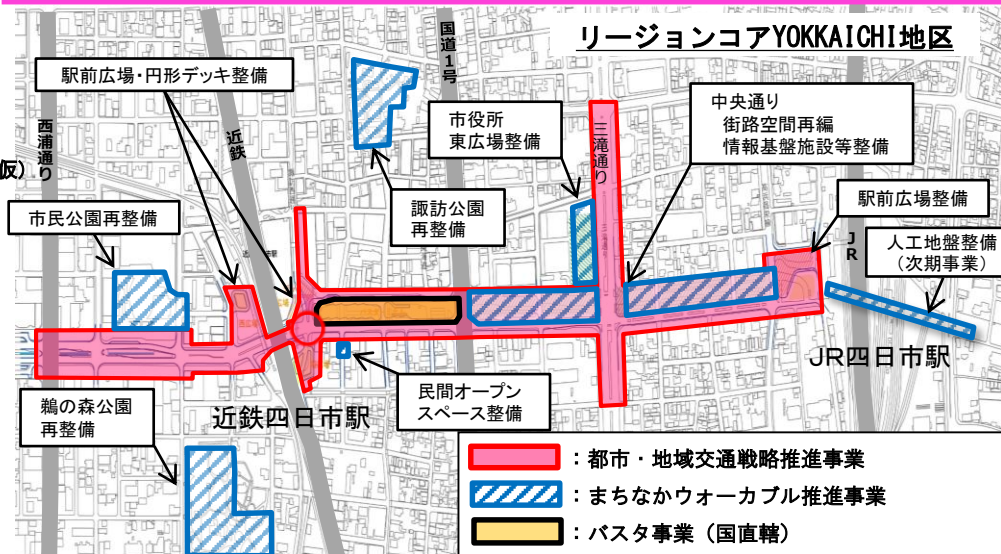 リージョンコアYOKKAICHI地区
駅前広場・円形デッキ整備
国道1号
西浦通り
近鉄
市役所
東広場整備
三滝通り
中央通り
街路空間再編
情報基盤施設等整備
仮）
諏訪公園
再整備
駅前広場整備
市民公園再整備
JR
人工地盤整備
（次期事業）
JR四日市駅
民間オープン
スペース整備
鵜の森公園
再整備
近鉄四日市駅
：都市・地域交通戦略推進事業
：まちなかウォーカブル推進事業
：バスタ事業（国直轄）